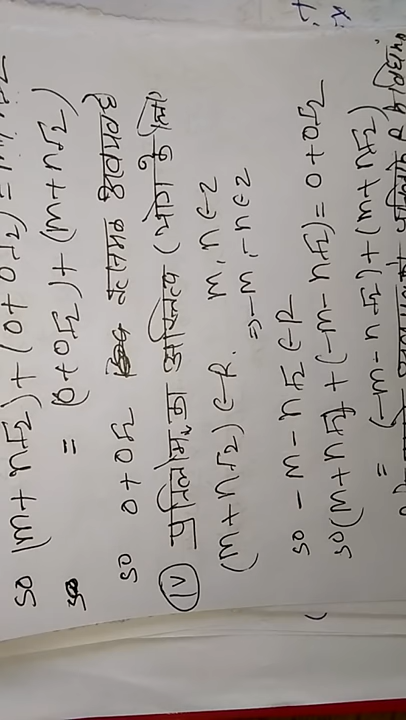 so (m+n√2)+(0+0√2)=m+n√2
= (0+0√2)+(m+n√2)
so 0+0√2 तत्समक अवयव है
(IV) प्रतिलोम का अस्तित्व (योग के लिए
(m+n√2)∈R. m,n∈Z
⇒-m,-n∈Z
so -m-n√2∈R
so(m+n√2)+(-m-n√2)=0+0√2
=(-m-n√2)+(m+n√2)